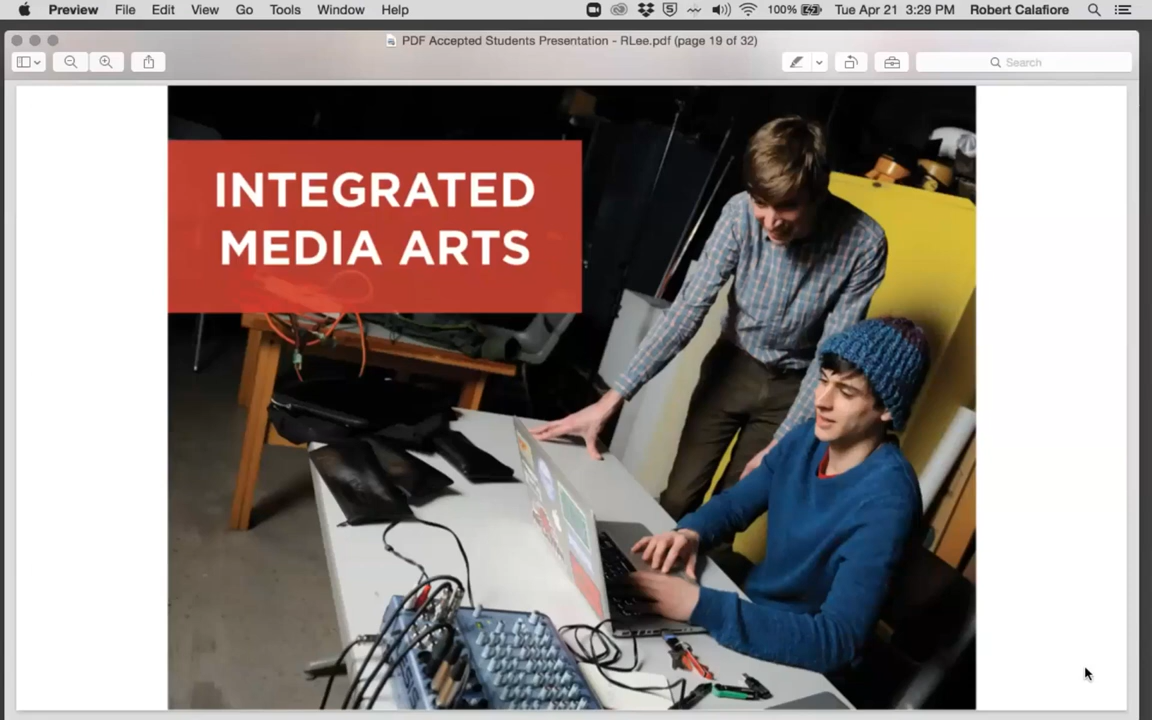 Preview File Edit View Go Tools Window Help 100% Tue Apr 21 3:29 PM Robert Calafiore
PDF Accepted Students Presentation - RLee.pdf (page 19 of 32)
Search
INTEGRATED
MEDIA ARTS